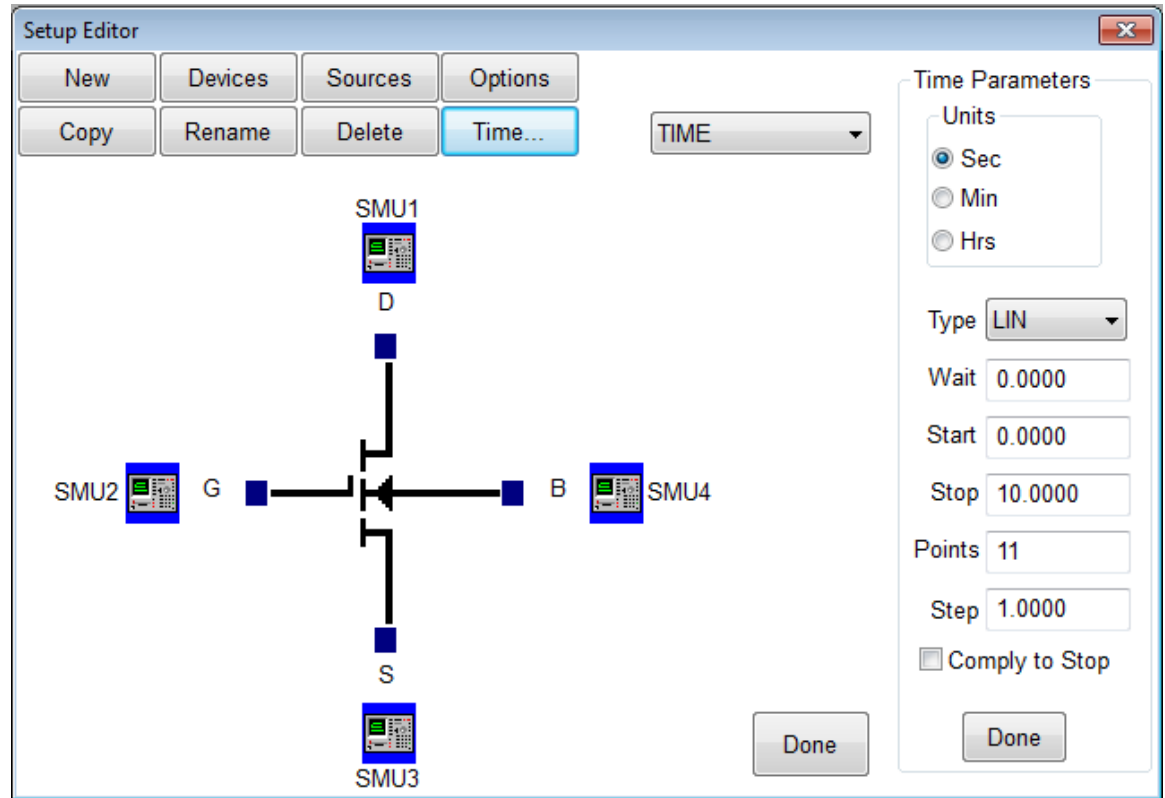 Setup Editor
New Devices Sources Options
Copy Rename Delete Time... TIME
Time Parameters
Units
Sec
Min
Hrs
Type LIN
Wait 0.0000
Start 0.0000
Stop 10.0000
Points 11
Step 1.0000
Comply to Stop
Done
SMU1
D
SMU2 G B SMU4
S
SMU3
Done